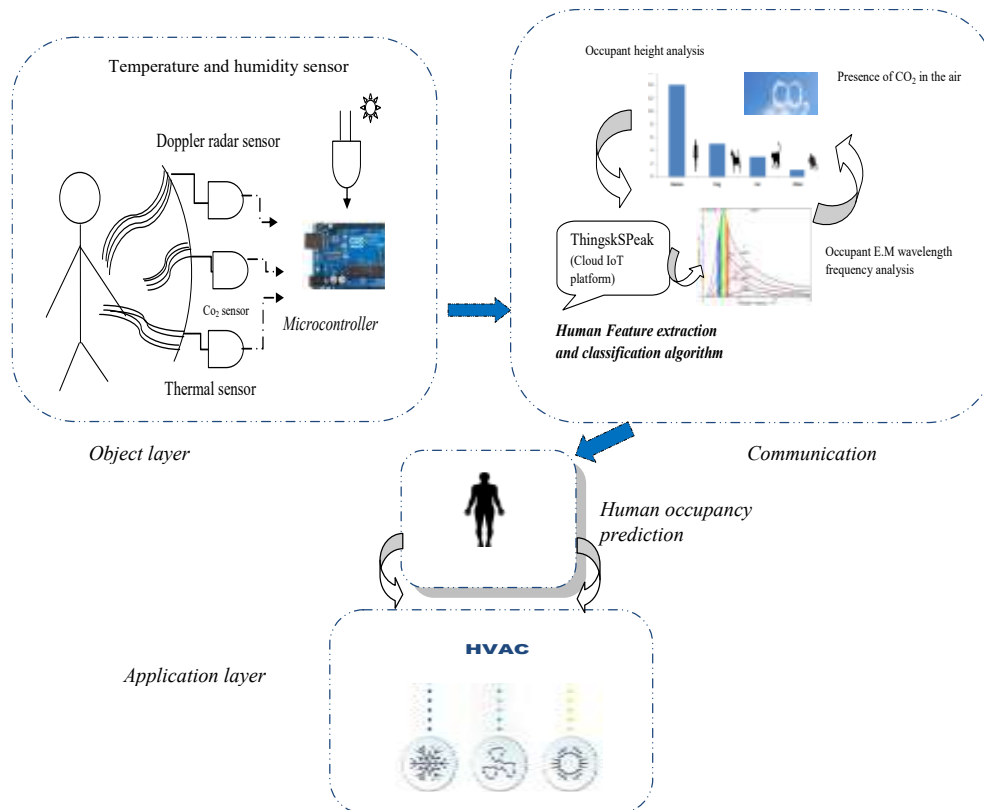 Temperature and humidity sensor
Doppler radar sensor
Co₂ sensor
Microcontroller
Thermal sensor
Object layer
Occupant height analysis
Presence of CO₂ in the air
CO₂
ThingskSPeak
(Cloud IoT
platform)
Occupant E.M wavelength
frequency analysis
Human Feature extraction
and classification algorithm
Communication
Human occupancy
prediction
HVAC
Application layer